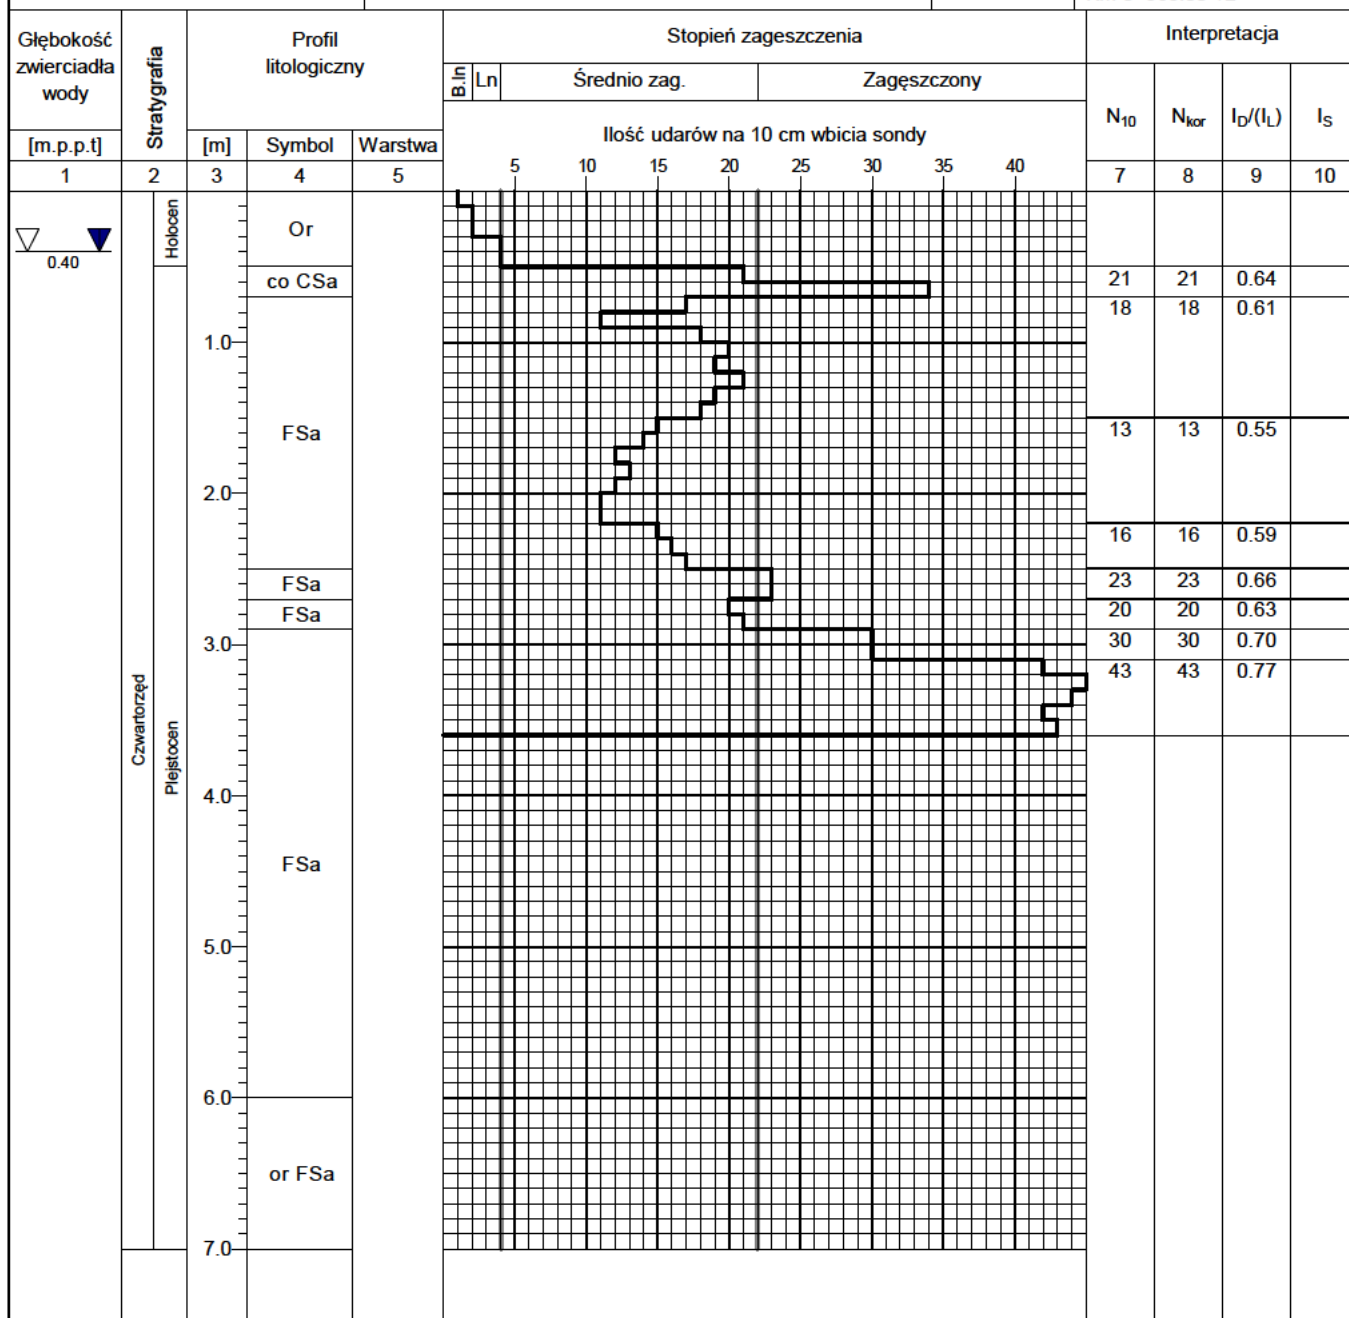 Głębokość
zwierciadła
wody
[m.p.p.t]
Stratygrafia
Profil
litologiczny
[m] Symbol Warstwa
Stopień zageszczenia
B.ln Ln Średnio zag. Zagęszczony
Ilość udarów na 10 cm wbicia sondy
5 10 15 20 25 30 35 40
Interpretacja
N10 Nkor ID/(IL) IS
1 2 3 4 5 7 8 9 10
Holocen
Or
0.40
co CSa 21 21 0.64
18 18 0.61
1.0
FSa 13 13 0.55
2.0
16 16 0.59
FSa 23 23 0.66
FSa 20 20 0.63
3.0 30 30 0.70
43 43 0.77
Czwartorzęd
Plejstocen
4.0
FSa
5.0
6.0
or FSa
7.0